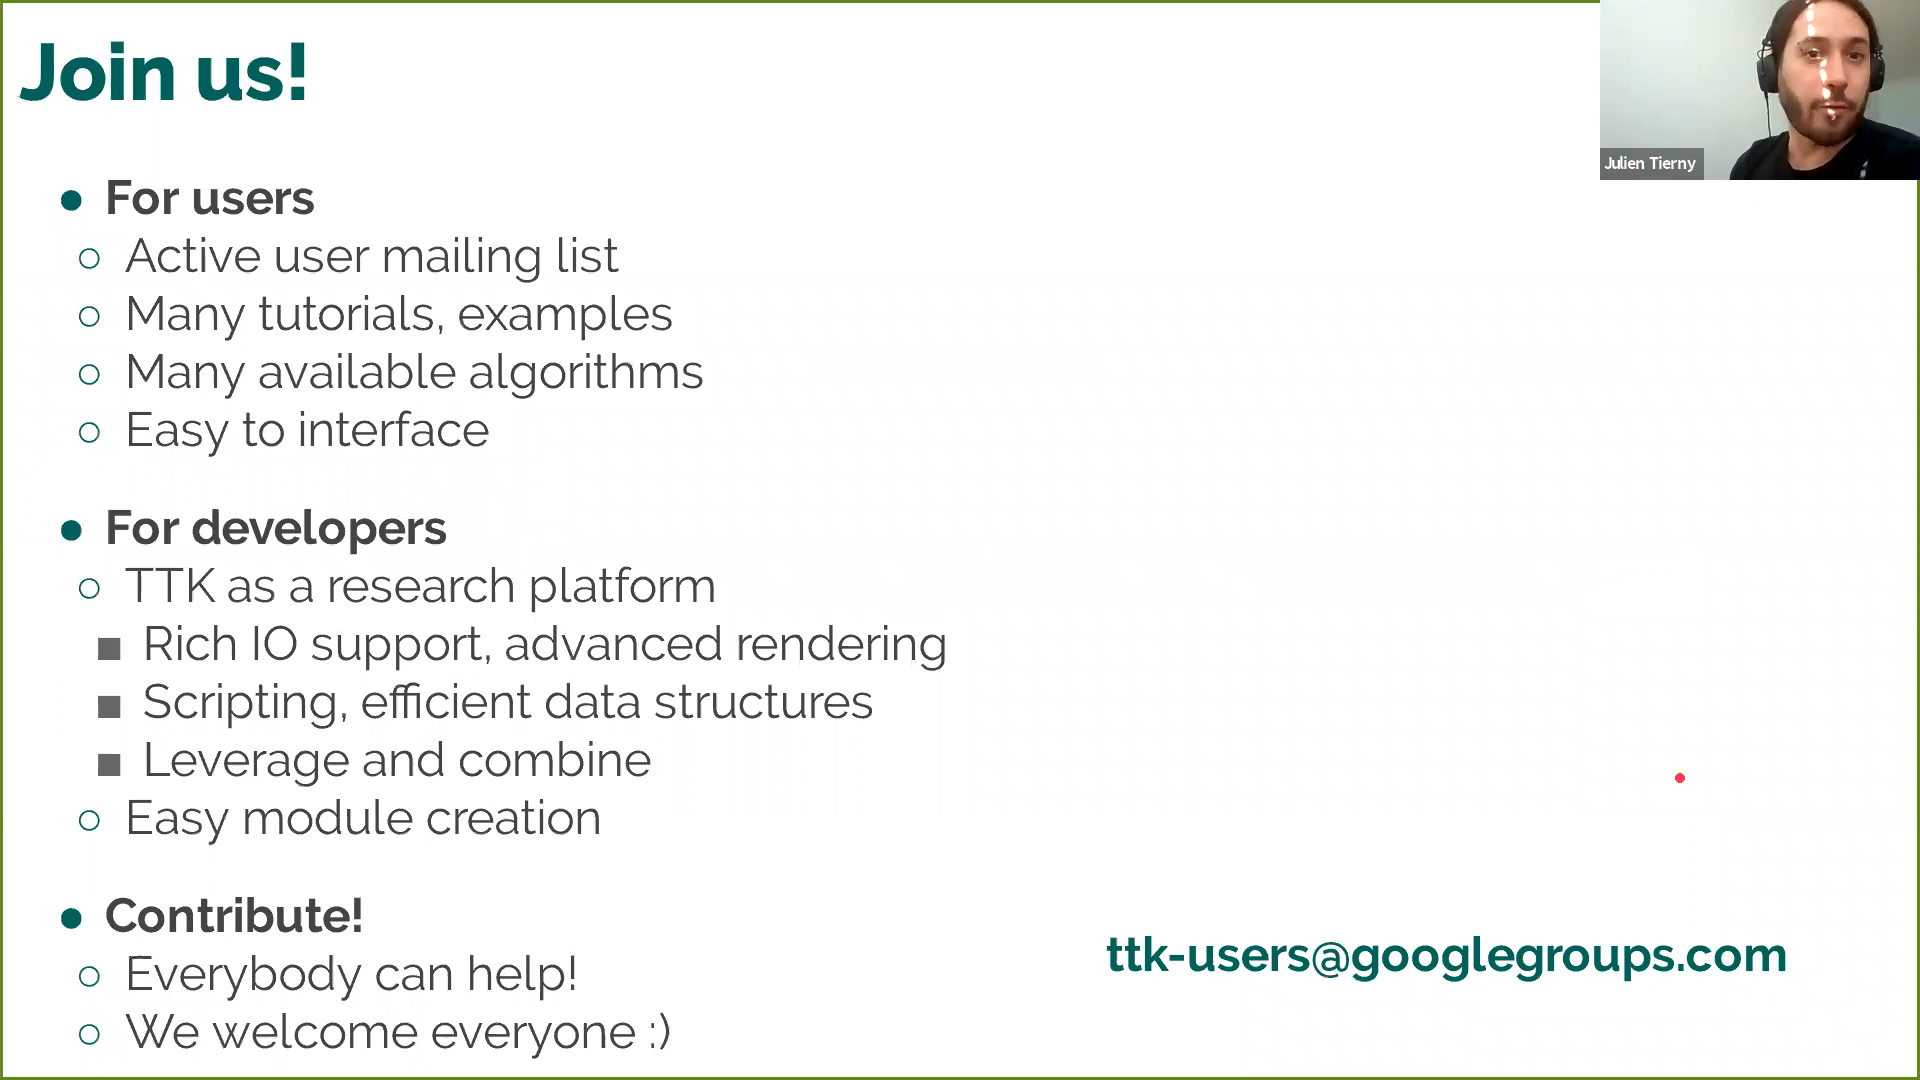 Join us!
Julien Tierny
● For users
○ Active user mailing list
○ Many tutorials, examples
○ Many available algorithms
○ Easy to interface
● For developers
○ TTK as a research platform
■ Rich IO support, advanced rendering
■ Scripting, efficient data structures
■ Leverage and combine
○ Easy module creation
● Contribute!
○ Everybody can help!
○ We welcome everyone :)
ttk-users@googlegroups.com